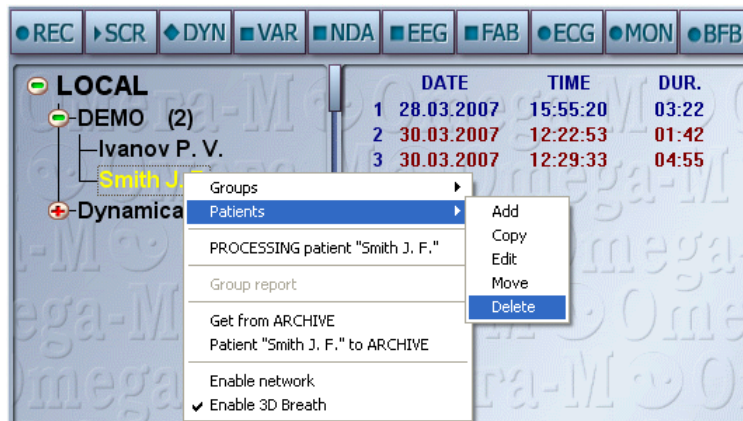 REC SCR DYN VAR NDA EEG FAB ECG MON BFB
LOCAL
DEMO (2)
Ivanov P. V.
Smith J.
Dynamica
DATE TIME DUR.
1 28.03.2007 15:55:20 03:22
2 30.03.2007 12:22:53 01:42
3 30.03.2007 12:29:33 04:55
Groups
Patients
PROCESSING patient "Smith J. F."
Group report
Get from ARCHIVE
Patient "Smith J. F." to ARCHIVE
Enable network
Enable 3D Breath
Add
Copy
Edit
Move
Delete
Omega-M